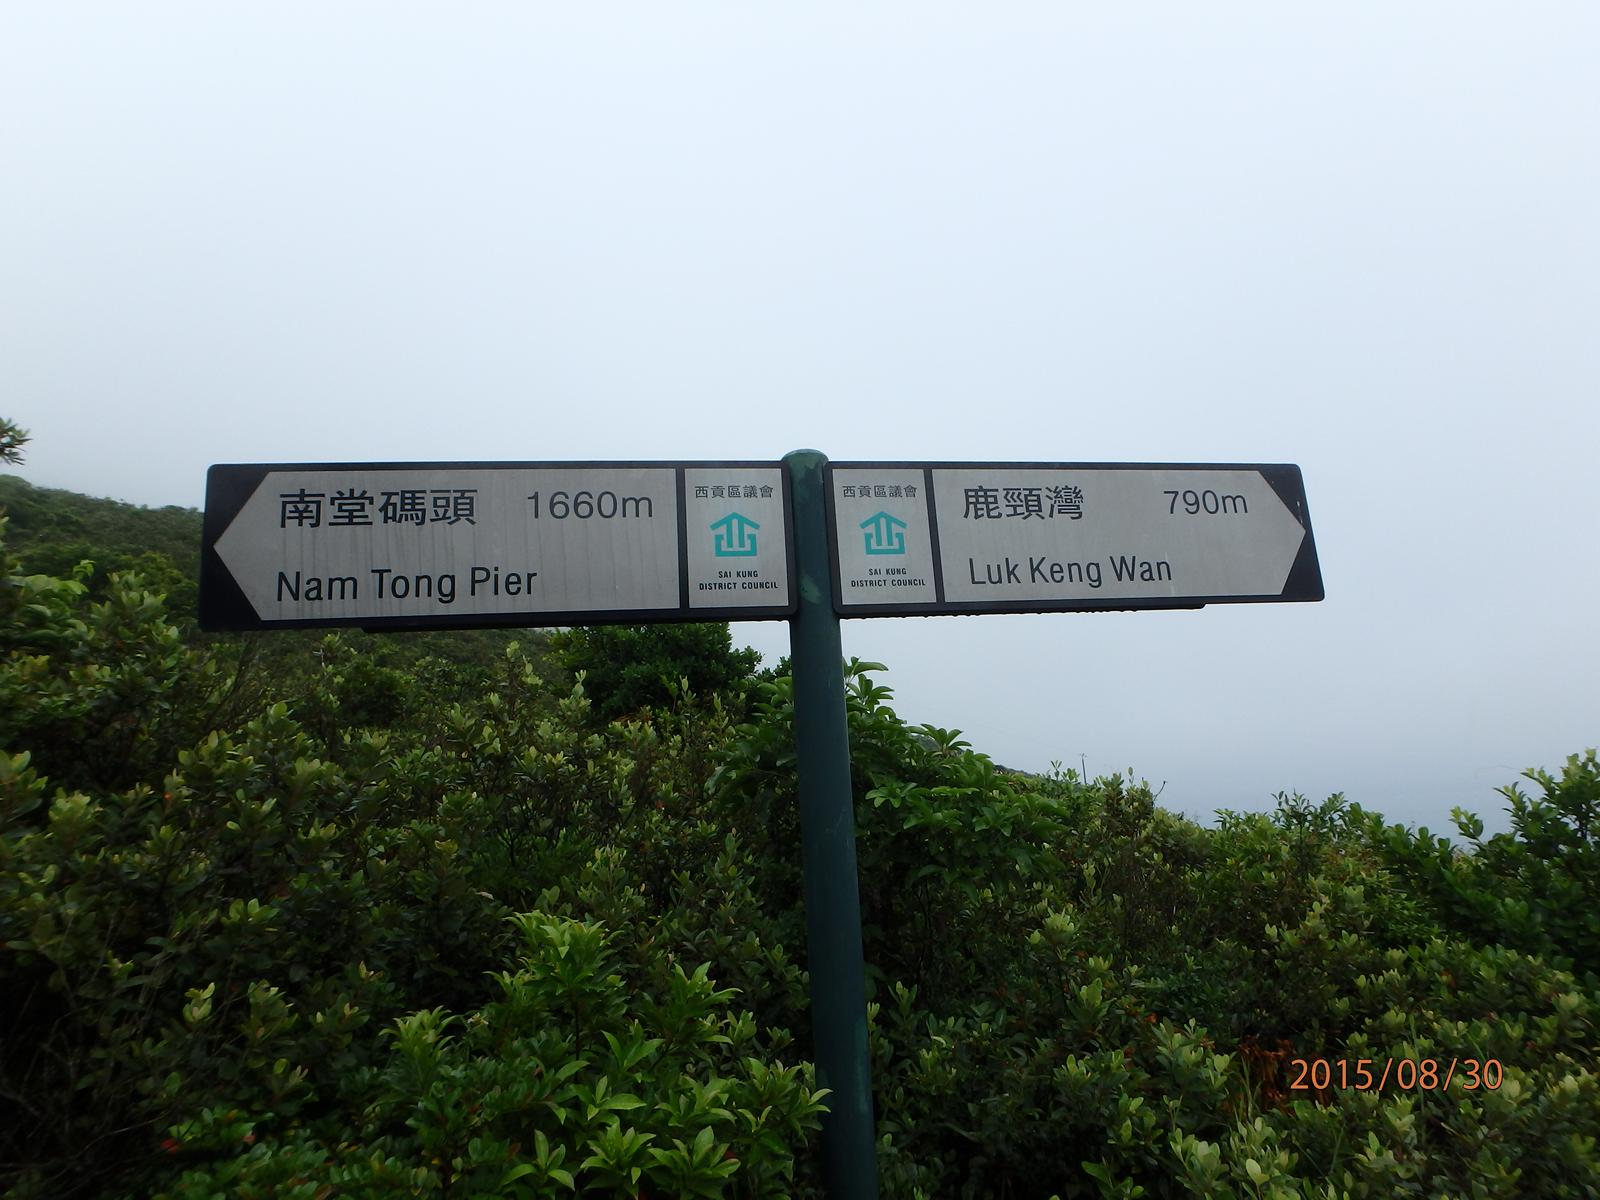 南堂碼頭 1660m
Nam Tong Pier
西貢區議會
SAI KUNG
DISTRICT COUNCIL
西貢區議會
SAI KUNG
DISTRICT COUNCIL
鹿頸灣 790m
Luk Keng Wan
2015/08/30